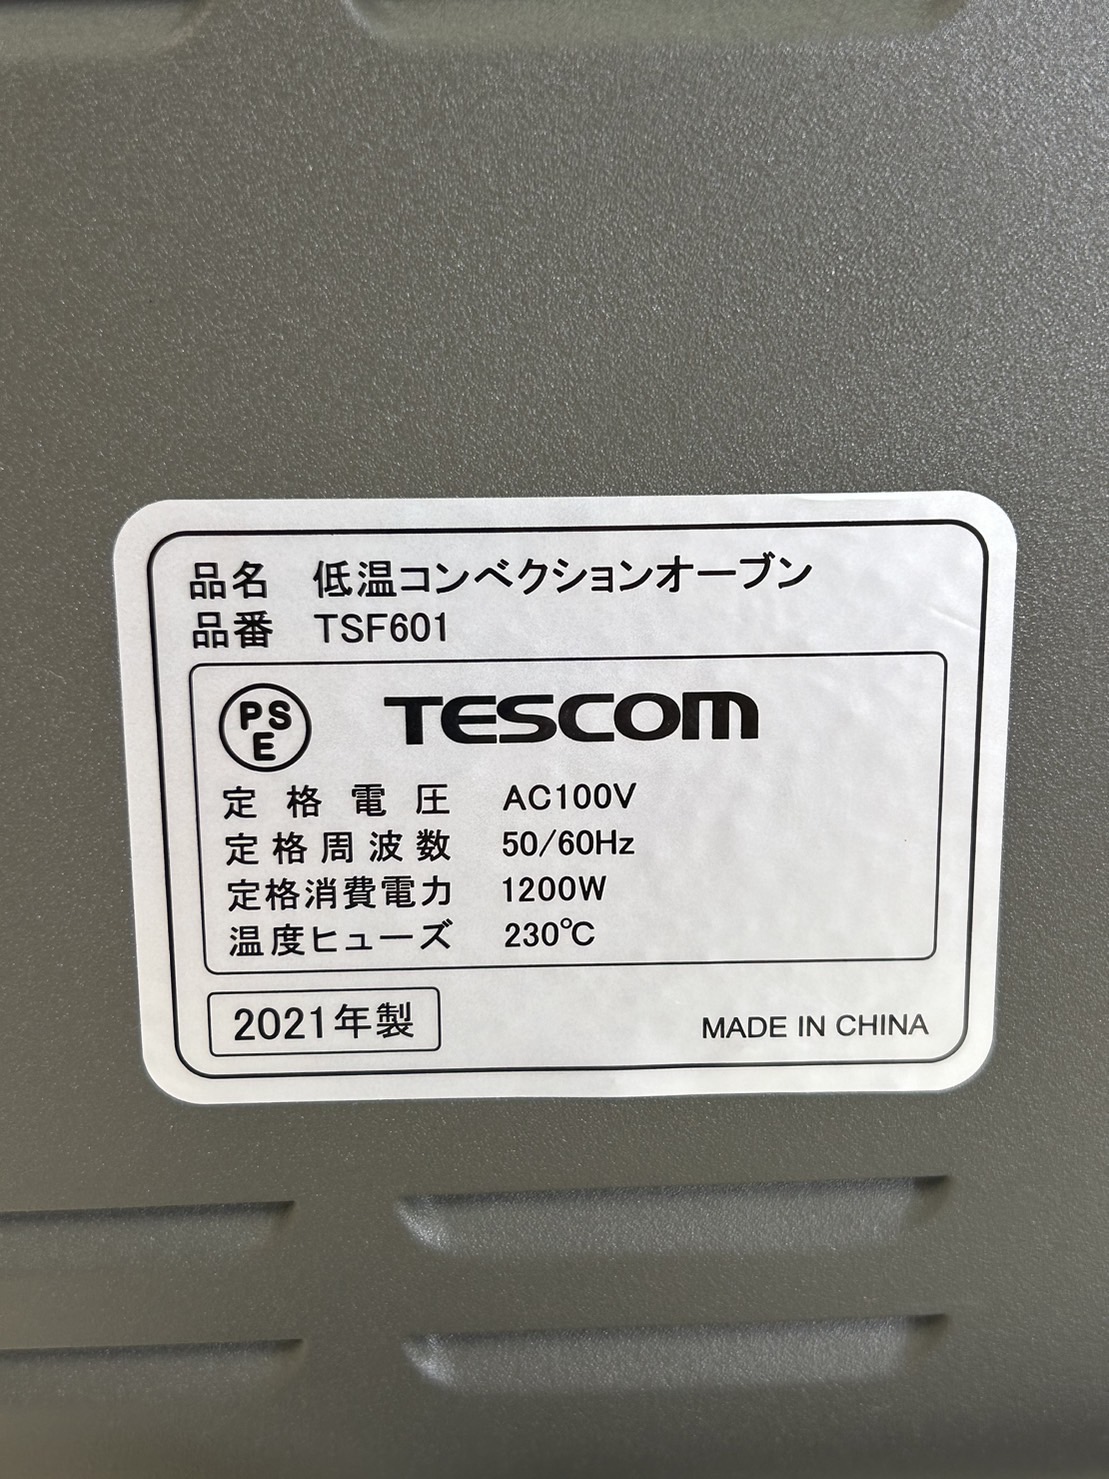 品名 低温コンベクションオーブン
品番 TSF601
PSE TESCOM
定格電圧 AC100V
定格周波数 50/60Hz
定格消費電力 1200W
温度ヒューズ 230℃
2021年製 MADE IN CHINA